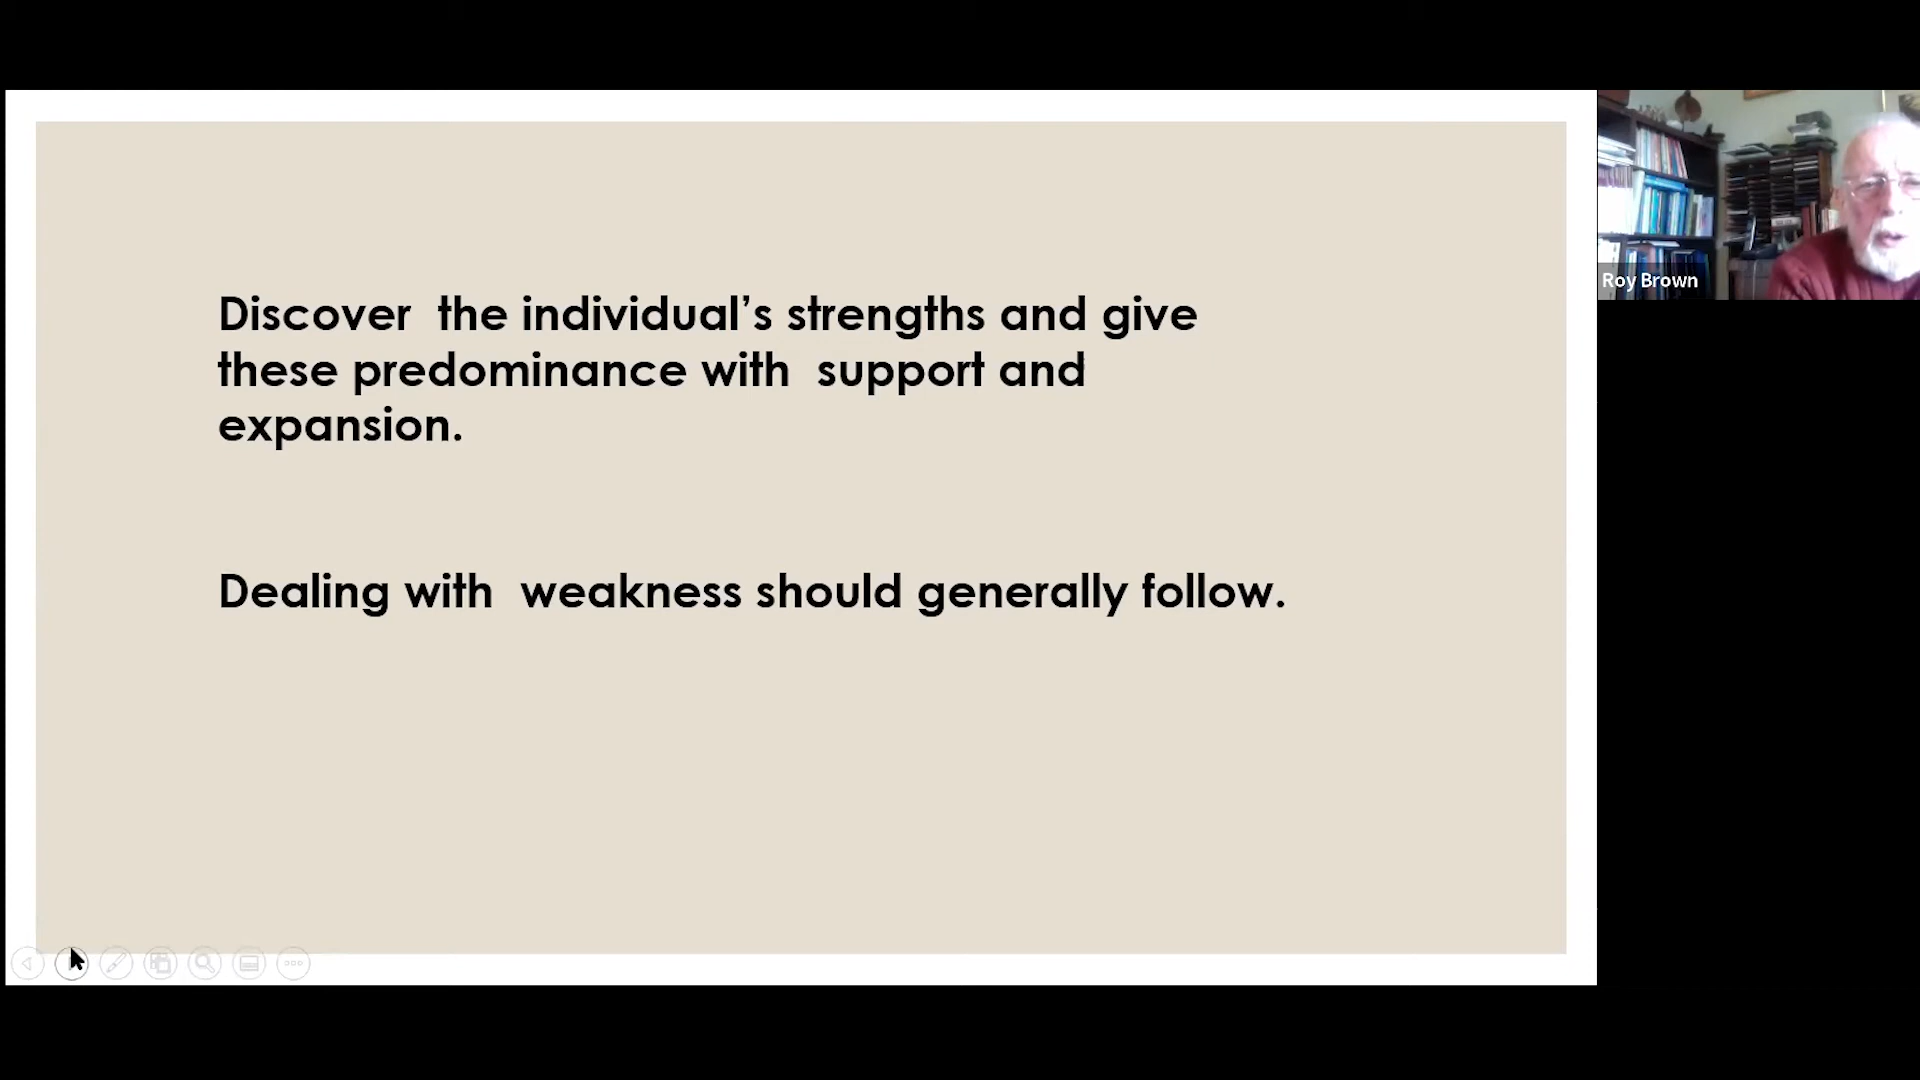 Discover the individual’s strengths and give
these predominance with support and
expansion.
Dealing with weakness should generally follow.
Roy Brown